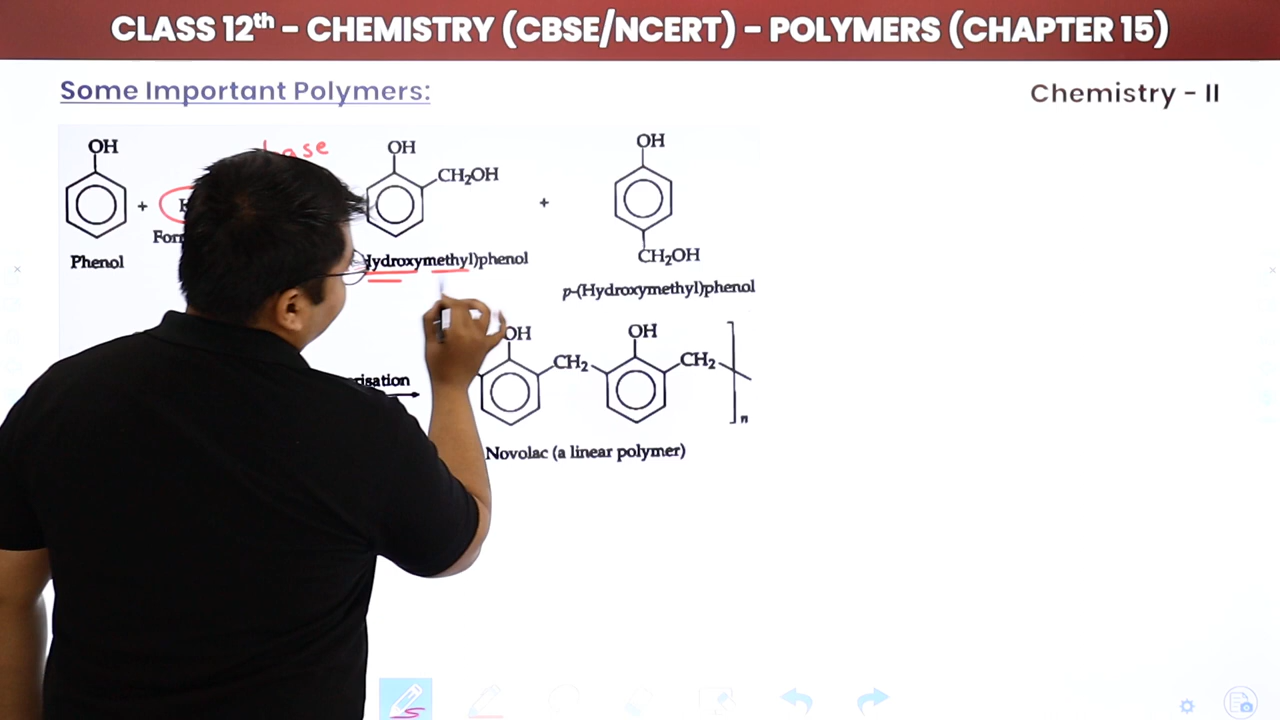 CLASS 12th - CHEMISTRY (CBSE/NCERT) - POLYMERS (CHAPTER 15)
Some Important Polymers:
Chemistry - II
OH
base
OH
CH2OH
OH
+
+
Phenol
ydroxymethyl)phenol
CH2OH
p-(Hydroxymethyl)phenol
OH
CH2
OH
CH2
n
Novolac (a linear polymer)